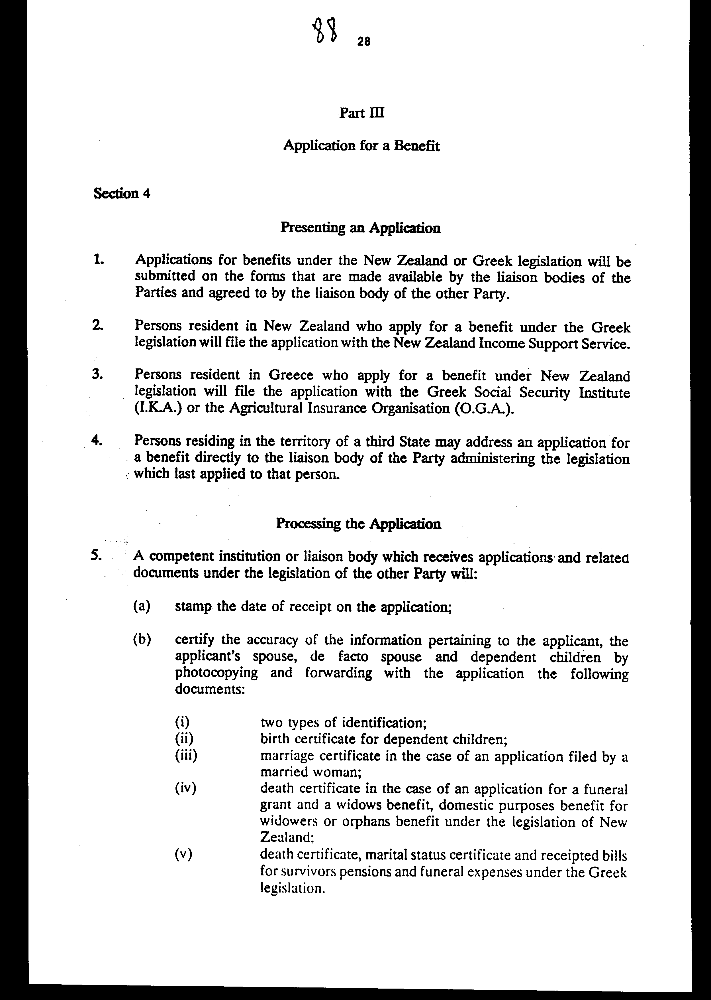 88 28
Part III
Application for a Benefit
Section 4
Presenting an Application
1. Applications for benefits under the New Zealand or Greek legislation will be
submitted on the forms that are made available by the liaison bodies of the
Parties and agreed to by the liaison body of the other Party.
2. Persons resident in New Zealand who apply for a benefit under the Greek
legislation will file the application with the New Zealand Income Support Service.
3. Persons resident in Greece who apply for a benefit under New Zealand
legislation will file the application with the Greek Social Security Institute
(I.K.A.) or the Agricultural Insurance Organisation (O.G.A.).
4. Persons residing in the territory of a third State may address an application for
a benefit directly to the liaison body of the Party administering the legislation
which last applied to that person.
Processing the Application
5. A competent institution or liaison body which receives applications and related
documents under the legislation of the other Party will:
(a) stamp the date of receipt on the application;
(b) certify the accuracy of the information pertaining to the applicant, the
applicant's spouse, de facto spouse and dependent children by
photocopying and forwarding with the application the following
documents:
(i) two types of identification;
(ii) birth certificate for dependent children;
(iii) marriage certificate in the case of an application filed by a
married woman;
(iv) death certificate in the case of an application for a funeral
grant and a widows benefit, domestic purposes benefit for
widowers or orphans benefit under the legislation of New
Zealand;
(v) death certificate, marital status certificate and receipted bills
for survivors pensions and funeral expenses under the Greek
legislation.